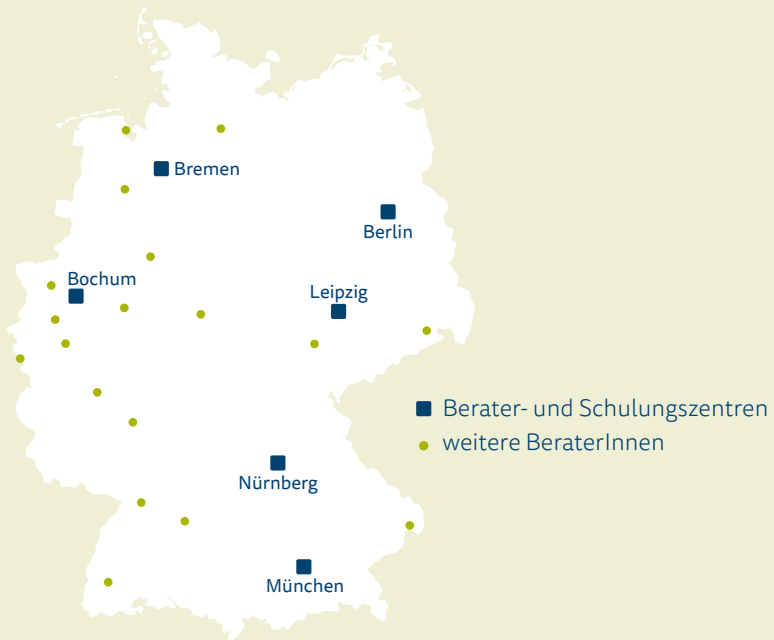 Bremen
Berlin
Bochum
Leipzig
Berater- und Schulungszentren
weitere BeraterInnen
Nürnberg
München